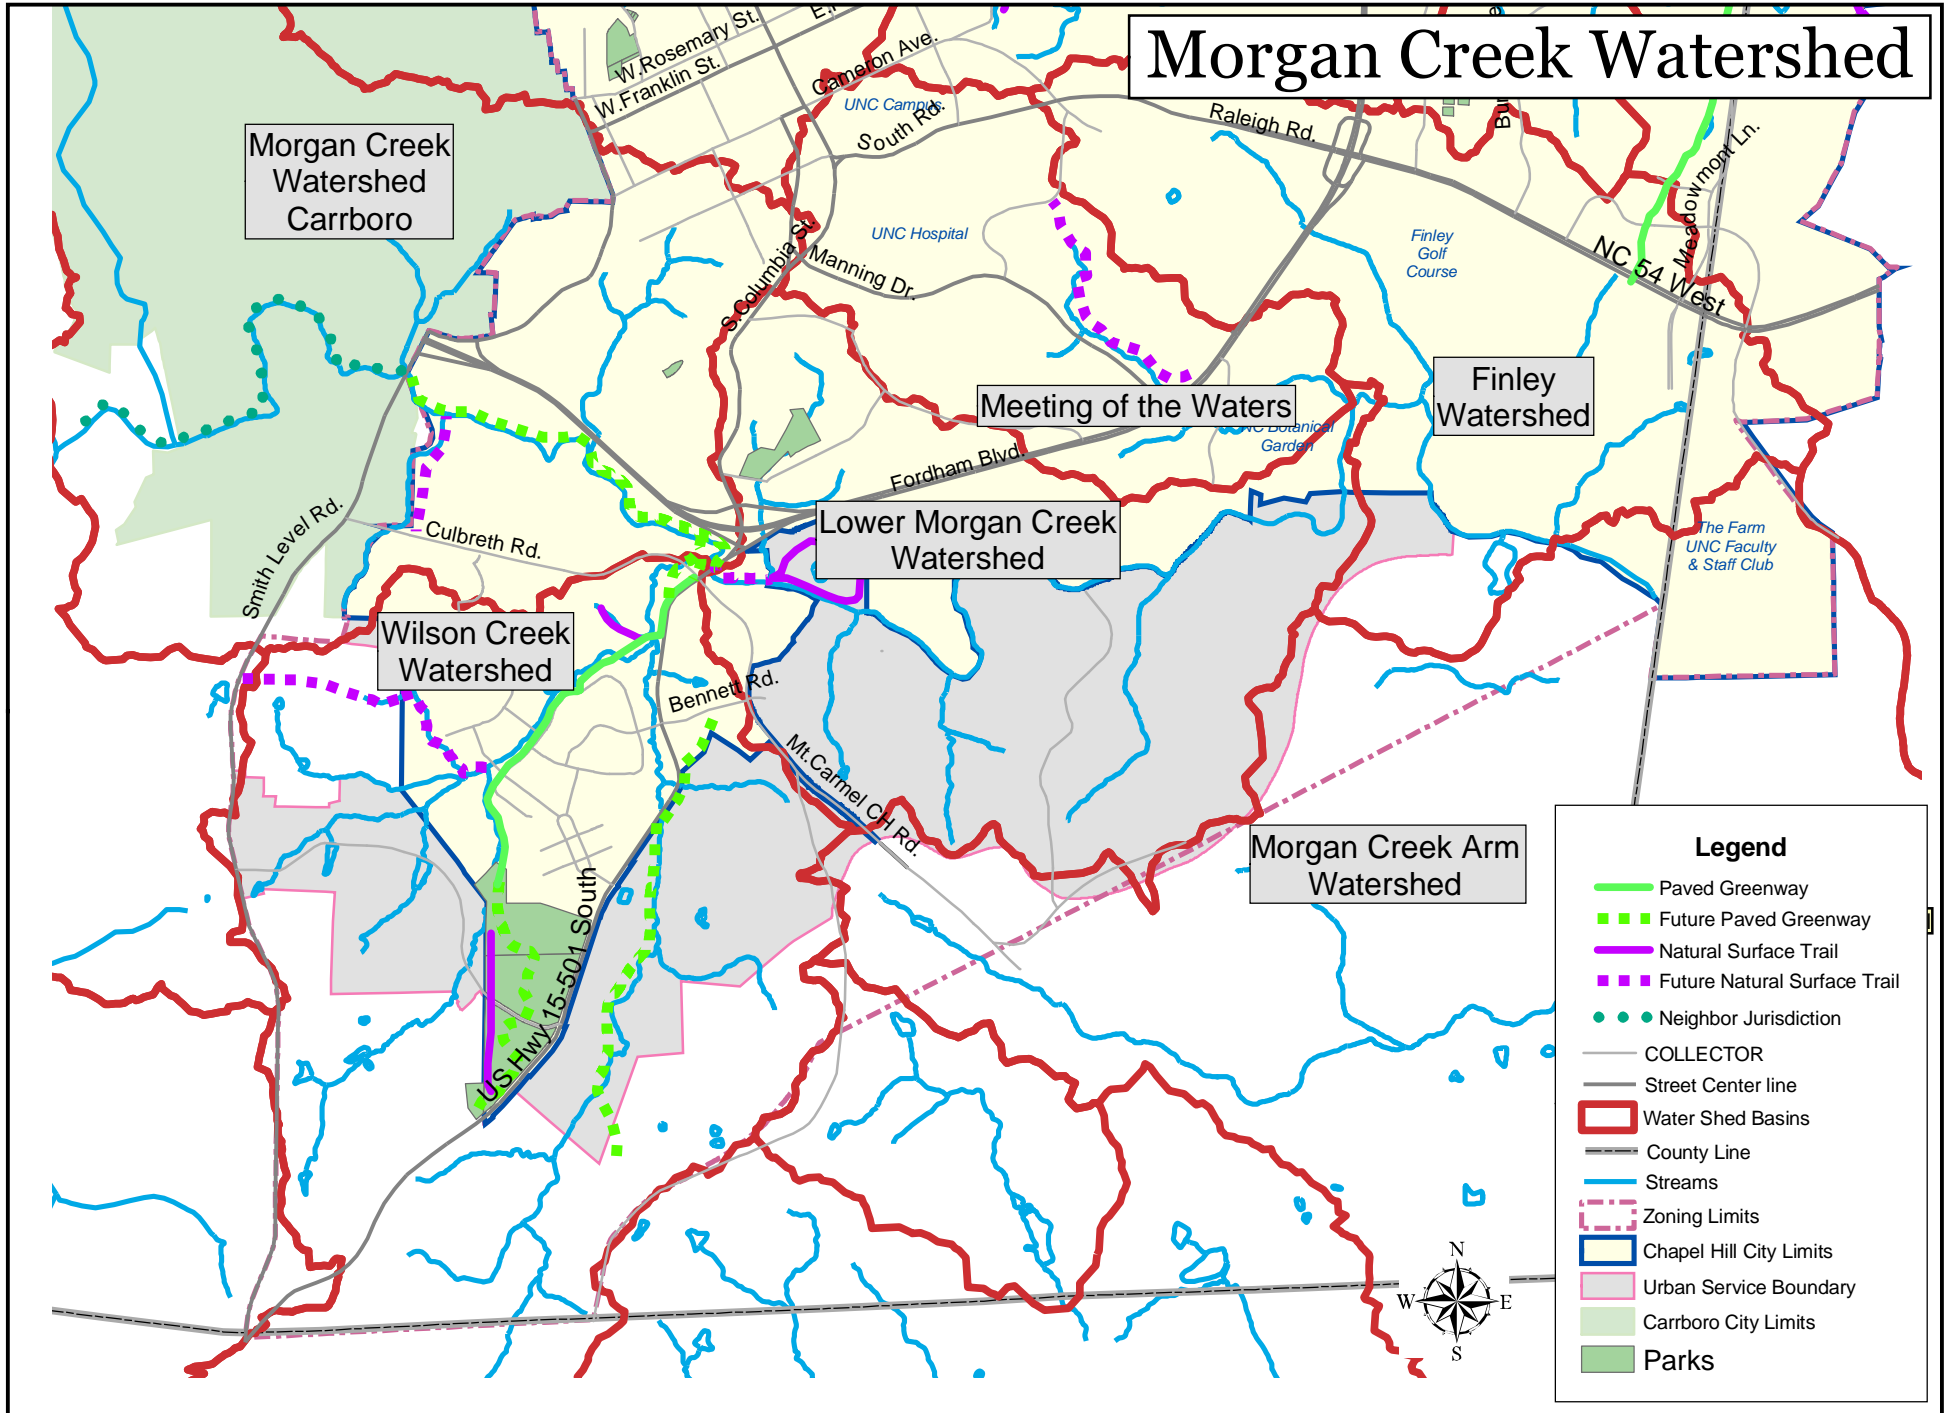 Morgan Creek Watershed
W.Rosemary St.
W.Franklin St.
Cameron Ave.
UNC Campus
South Rd.
Raleigh Rd.
Meadowmont Ln.
Morgan Creek
Watershed
Carrboro
UNC Hospital
Finley
Golf
Course
S.Columbia St.
Manning Dr.
NC 54 West
Meeting of the Waters
Finley
Watershed
Botanical
Garden
Fordham Blvd.
Smith Level Rd.
Culbreth Rd.
Lower Morgan Creek
Watershed
The Farm
UNC Faculty
& Staff Club
Wilson Creek
Watershed
Bennett Rd.
Mt.Carmel CH Rd.
Morgan Creek Arm
Watershed
US Hwy 15-501 South
Legend
Paved Greenway
Future Paved Greenway
Natural Surface Trail
Future Natural Surface Trail
Neighbor Jurisdiction
COLLECTOR
Street Center line
Water Shed Basins
County Line
Streams
Zoning Limits
Chapel Hill City Limits
Urban Service Boundary
Carrboro City Limits
Parks
N
W
E
S